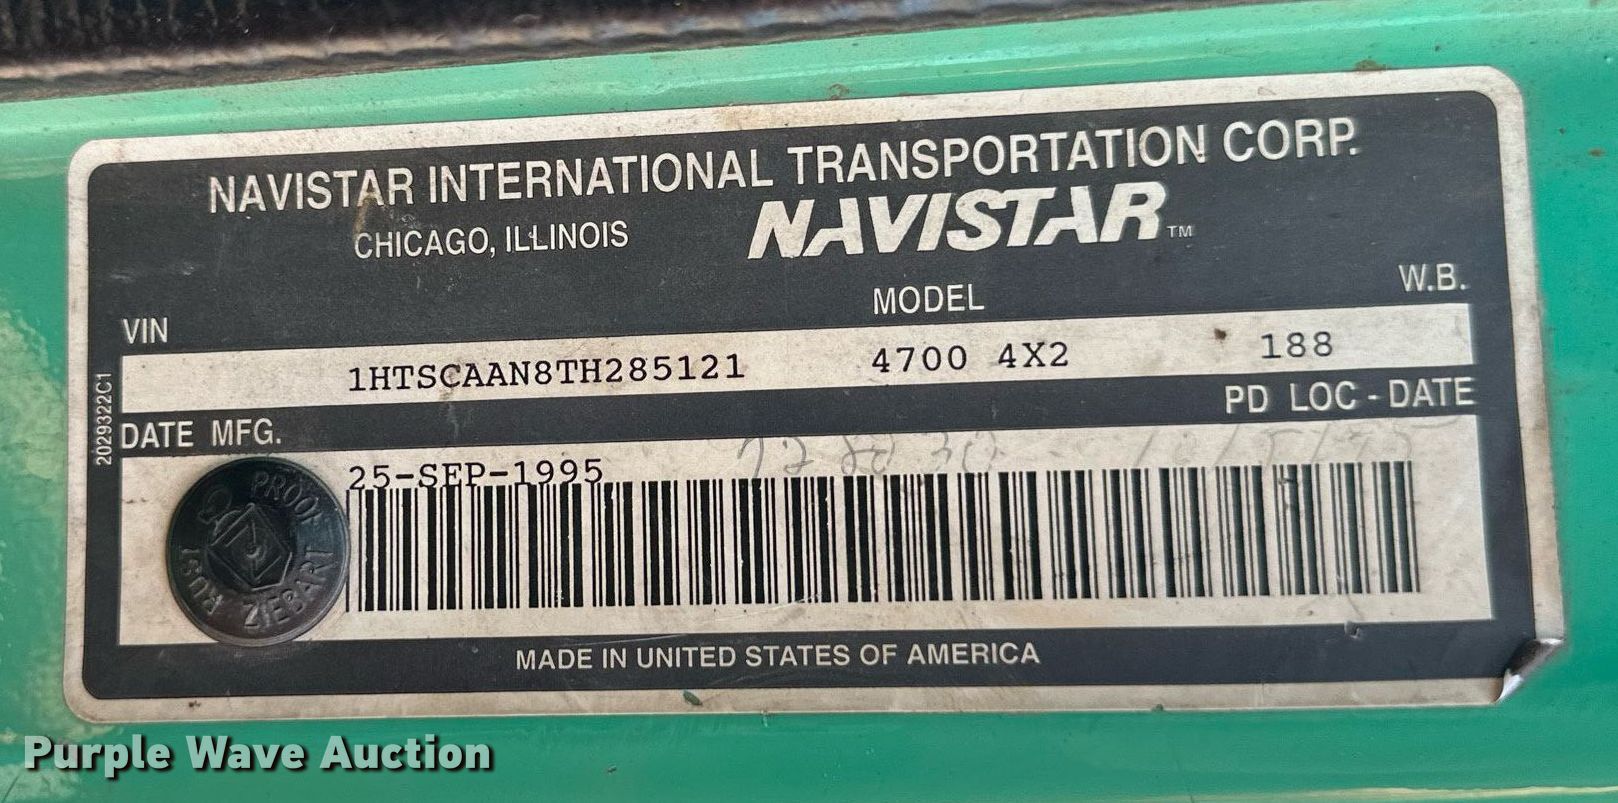 NAVISTAR INTERNATIONAL TRANSPORTATION CORP.
CHICAGO, ILLINOIS
NAVISTAR™
VIN
MODEL
W.B.
1HTSCAAN8TH285121
4700 4X2
188
2029322C1
DATE MFG.
PD LOC - DATE
25-SEP-1995
PROOF
ZIEBART
RUST
MADE IN UNITED STATES OF AMERICA
Purple Wave Auction